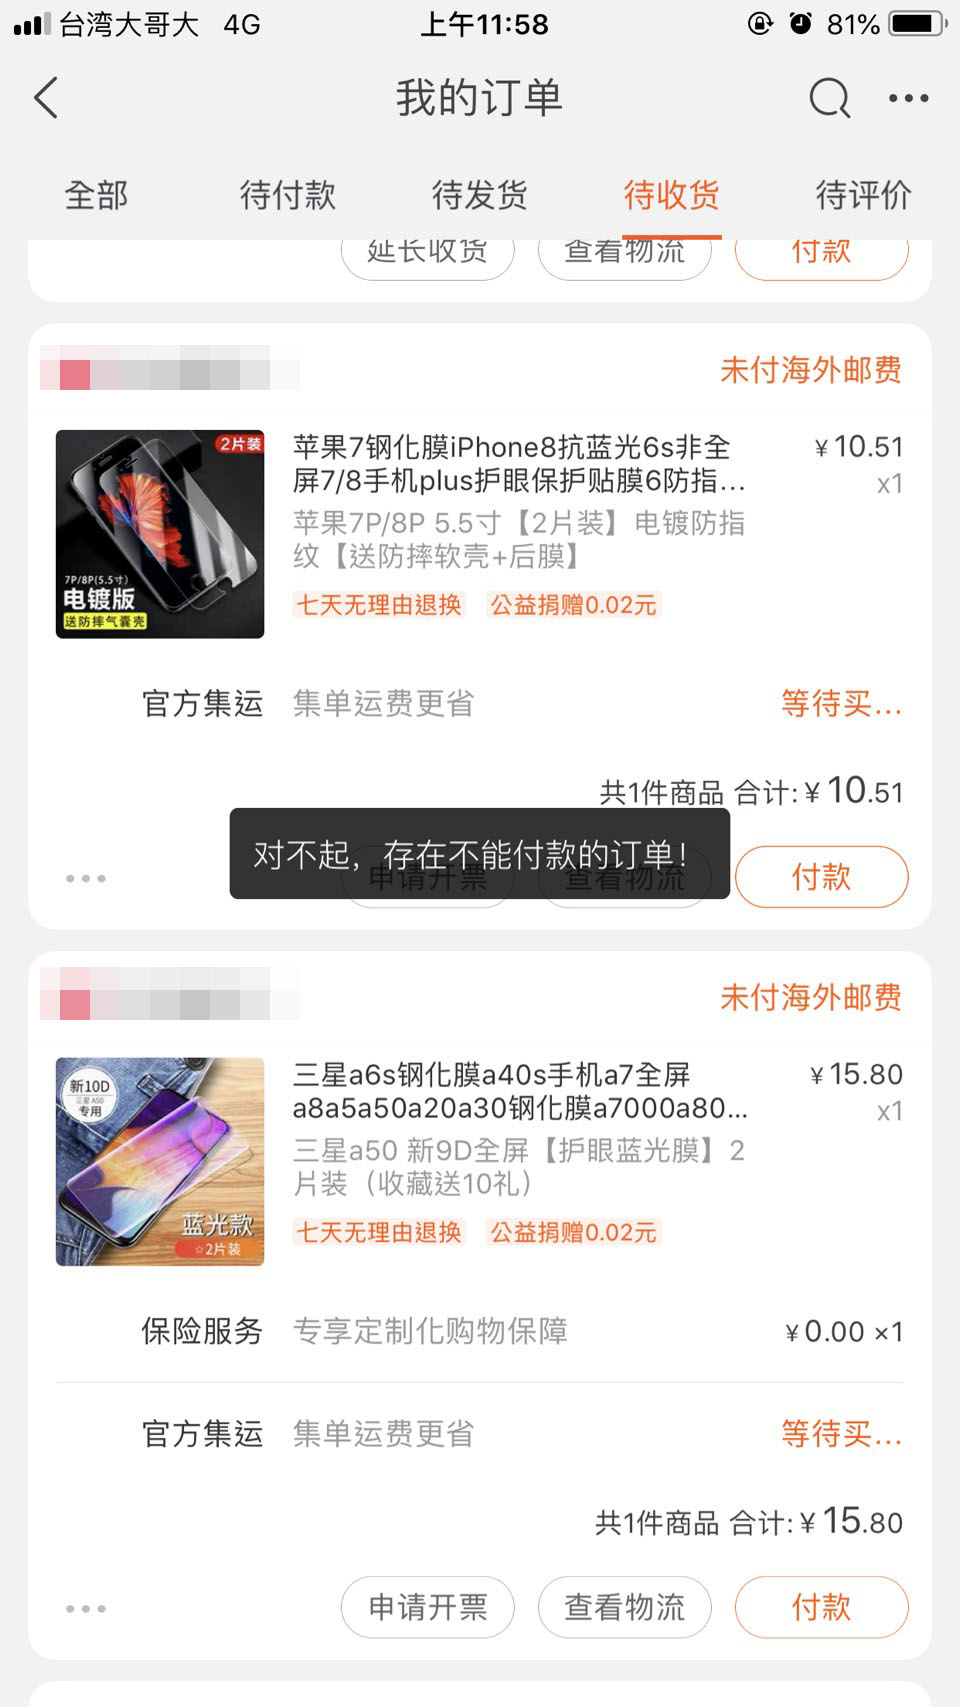 台湾大哥大 4G 上午11:58 81%
我的订单
全部 待付款 待发货 待收货 待评价
延长收货 查看物流 付款
未付海外邮费
2片装
7P/8P(5.5寸)
电镀版
送防摔气囊壳
苹果7钢化膜iPhone8抗蓝光6s非全 ¥10.51
屏7/8手机plus护眼保护贴膜6防指... x1
苹果7P/8P 5.5寸【2片装】电镀防指
纹【送防摔软壳+后膜】
七天无理由退换 公益捐赠0.02元
官方集运 集单运费更省 等待买...
共1件商品 合计:¥10.51
对不起，存在不能付款的订单！
申请开票 查看物流 付款
未付海外邮费
新10D
三星 A50
专用
蓝光款
☆2片装
三星a6s钢化膜a40s手机a7全屏 ¥15.80
a8a5a50a20a30钢化膜a7000a80... x1
三星a50 新9D全屏【护眼蓝光膜】2
片装（收藏送10礼）
七天无理由退换 公益捐赠0.02元
保险服务 专享定制化购物保障 ¥0.00 ×1
官方集运 集单运费更省 等待买...
共1件商品 合计:¥15.80
申请开票 查看物流 付款